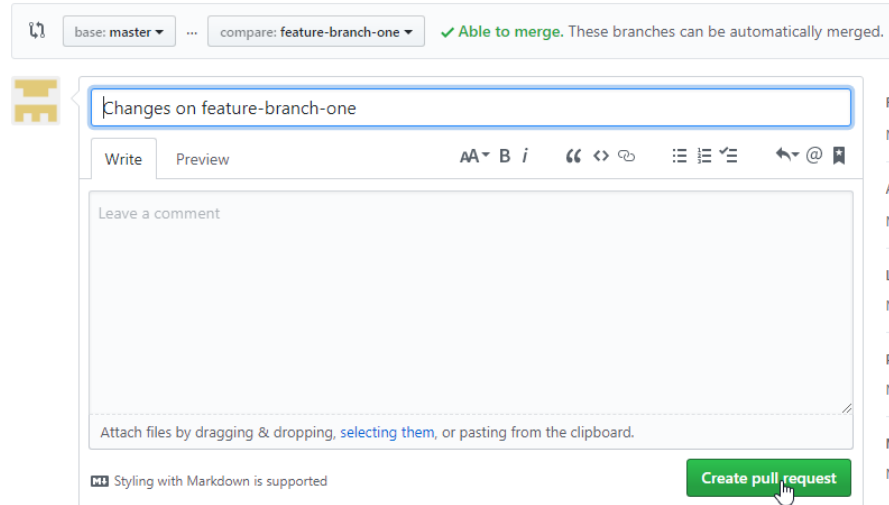 base: master ... compare: feature-branch-one ✓ Able to merge. These branches can be automatically merged.
Changes on feature-branch-one
Write Preview AA B i “ <> @
Leave a comment
Attach files by dragging & dropping, selecting them, or pasting from the clipboard.
M↓ Styling with Markdown is supported
Create pull request